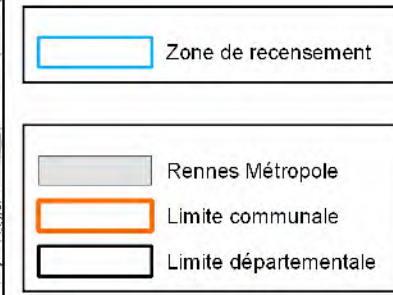 Zone de recensement
Rennes Métropole
Limite communale
Limite départementale